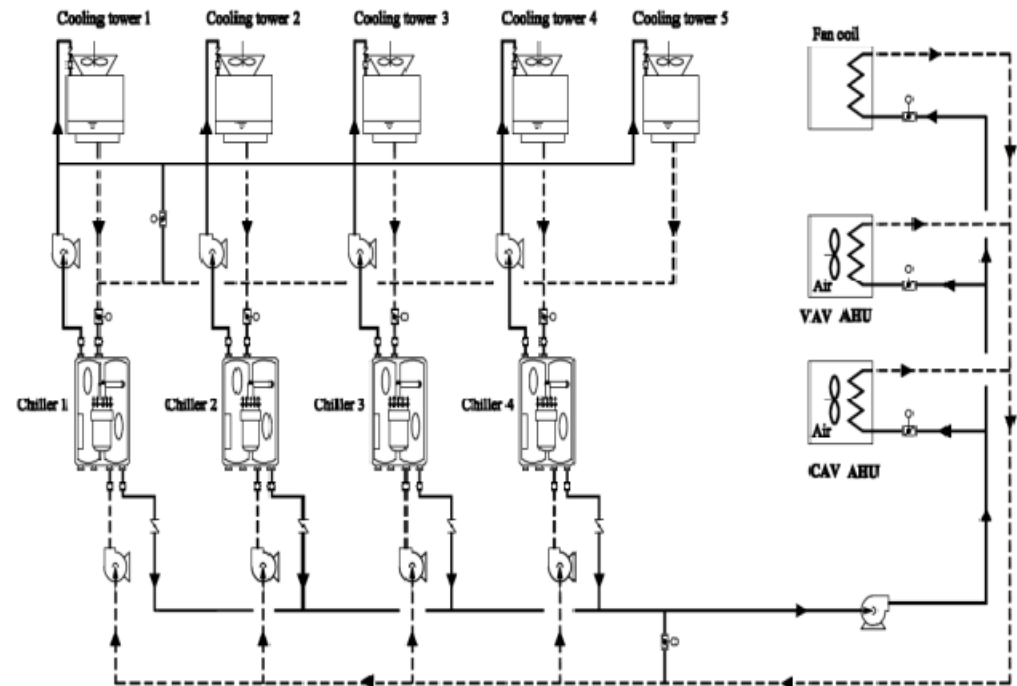 Cooling tower 1
Cooling tower 2
Cooling tower 3
Cooling tower 4
Cooling tower 5
Fan coil
Air
VAV AHU
Chiller 1
Chiller 2
Chiller 3
Chiller 4
Air
CAV AHU